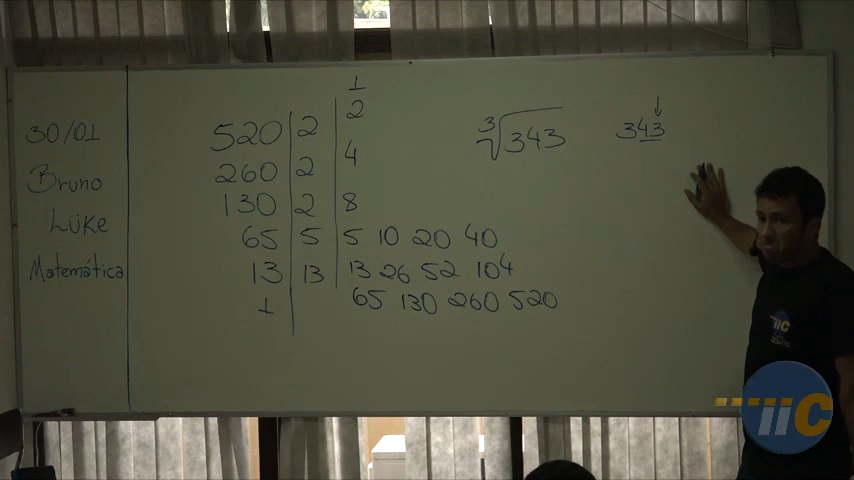 30/01
Bruno
Lüke
Matemática
1
520 2 2
260 2 4
130 2 8
65 5 5 10 20 40
13 13 13 26 52 104
1 65 130 260 520
∛343
343
IIC
IIC